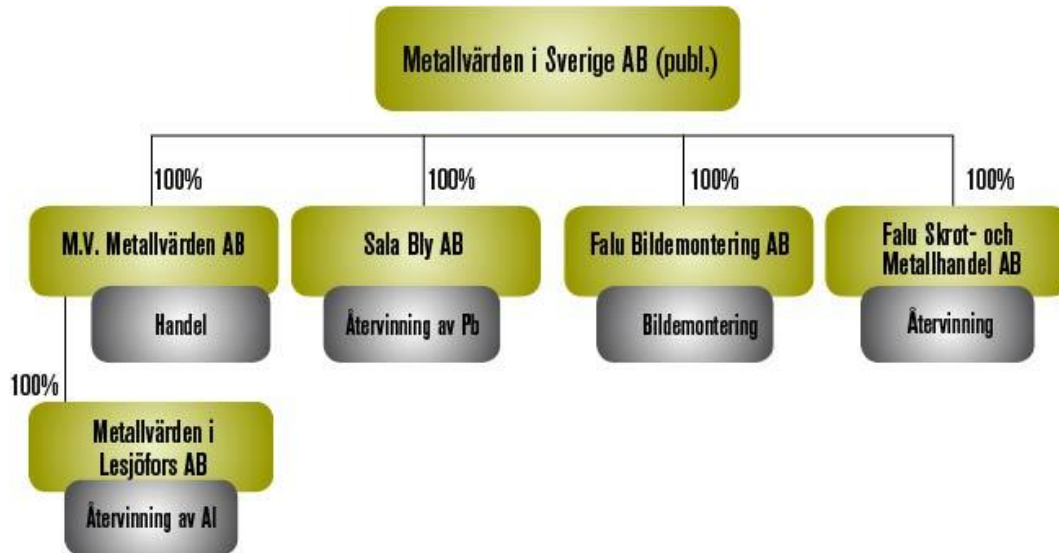 Metallvärden i Sverige AB (publ.)
100%
100%
100%
100%
M.V. Metallvärden AB
Handel
Sala Bly AB
Återvinning av Pb
Falu Bildemontering AB
Bildemontering
Falu Skrot- och
Metallhandel AB
Återvinning
100%
Metallvärden i
Lesjöfors AB
Återvinning av Al